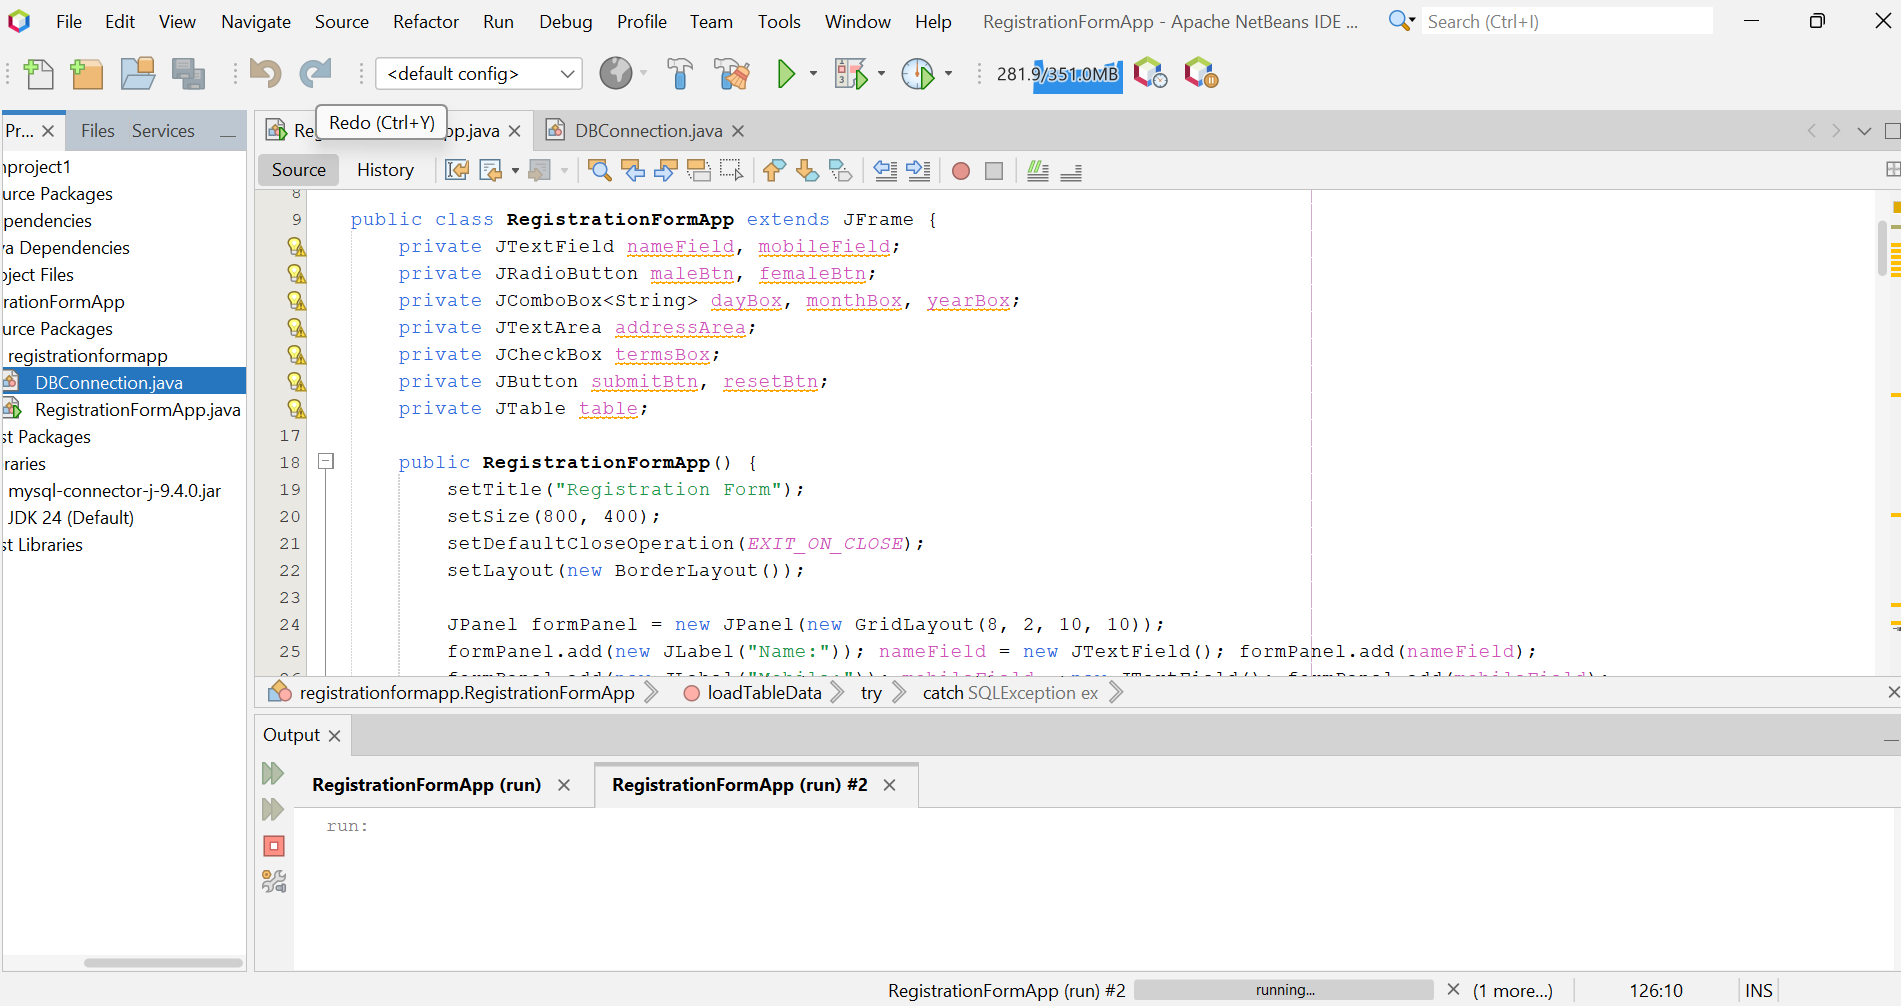 File Edit View Navigate Source Refactor Run Debug Profile Team Tools Window Help RegistrationFormApp - Apache NetBeans IDE ... Search (Ctrl+I)
<default config> 281.9/351.0MB
Redo (Ctrl+Y)
Pr... Files Services pp.java DBConnection.java
Source History
nproject1
urce Packages
pendencies
va Dependencies
oject Files
rationFormApp
urce Packages
registrationformapp
DBConnection.java
RegistrationFormApp.java
st Packages
raries
mysql-connector-j-9.4.0.jar
JDK 24 (Default)
st Libraries
8
9 public class RegistrationFormApp extends JFrame {
private JTextField nameField, mobileField;
private JRadioButton maleBtn, femaleBtn;
private JComboBox<String> dayBox, monthBox, yearBox;
private JTextArea addressArea;
private JCheckBox termsBox;
private JButton submitBtn, resetBtn;
private JTable table;
17
18 public RegistrationFormApp() {
19 setTitle("Registration Form");
20 setSize(800, 400);
21 setDefaultCloseOperation(EXIT_ON_CLOSE);
22 setLayout(new BorderLayout());
23
24 JPanel formPanel = new JPanel(new GridLayout(8, 2, 10, 10));
25 formPanel.add(new JLabel("Name:")); nameField = new JTextField(); formPanel.add(nameField);
registrationformapp.RegistrationFormApp loadTableData try catch SQLException ex
Output
RegistrationFormApp (run) RegistrationFormApp (run) #2
run:
RegistrationFormApp (run) #2 running... (1 more...) 126:10 INS